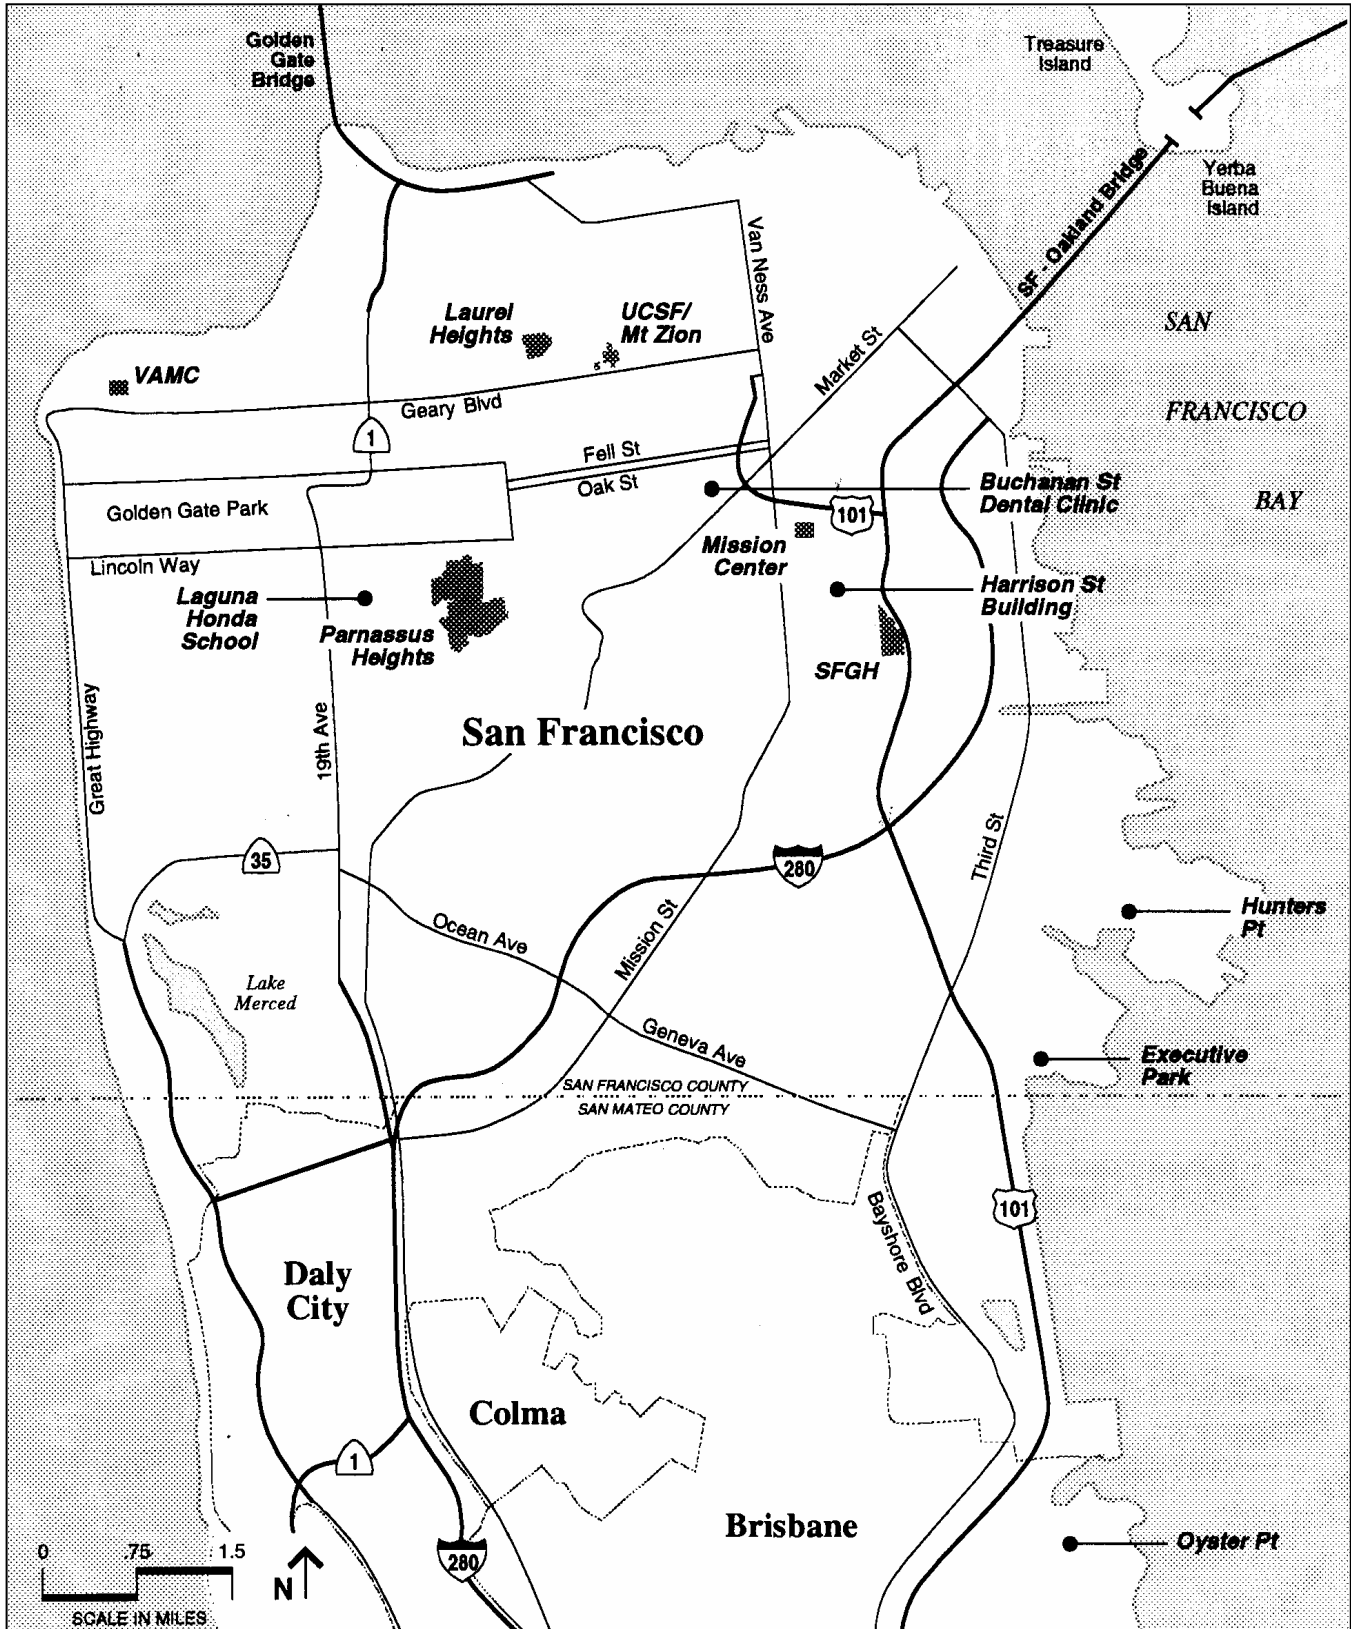 Golden
Gate
Bridge
Treasure
Island
Yerba
Buena
Island
SF - Oakland Bridge
Van Ness Ave
SAN
FRANCISCO
BAY
Laurel
Heights
UCSF/
Mt Zion
VAMC
Market St
Geary Blvd
1
Fell St
Oak St
Golden Gate Park
Buchanan St
Dental Clinic
101
Mission
Center
Lincoln Way
Laguna
Honda
School
Parnassus
Heights
Harrison St
Building
SFGH
San Francisco
Great Highway
19th Ave
35
280
Third St
Ocean Ave
Mission St
Hunters
Pt
Lake
Merced
Geneva Ave
Executive
Park
SAN FRANCISCO COUNTY
SAN MATEO COUNTY
101
Bayshore Blvd
Daly
City
Colma
1
Brisbane
Oyster Pt
280
0 .75 1.5
SCALE IN MILES
N